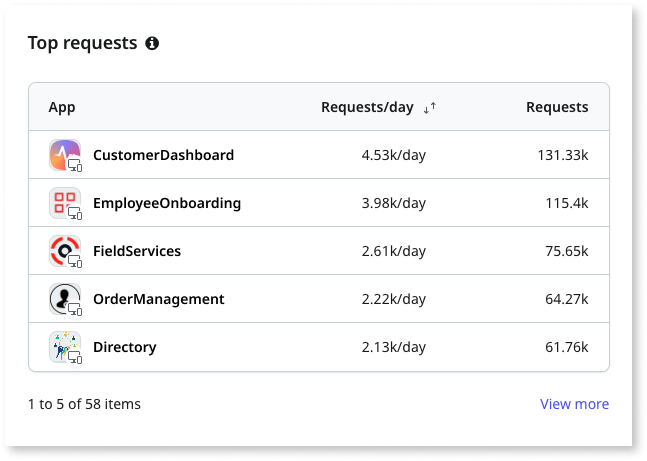 Top requests
App Requests/day Requests
CustomerDashboard 4.53k/day 131.33k
EmployeeOnboarding 3.98k/day 115.4k
FieldServices 2.61k/day 75.65k
OrderManagement 2.22k/day 64.27k
Directory 2.13k/day 61.76k
1 to 5 of 58 items View more